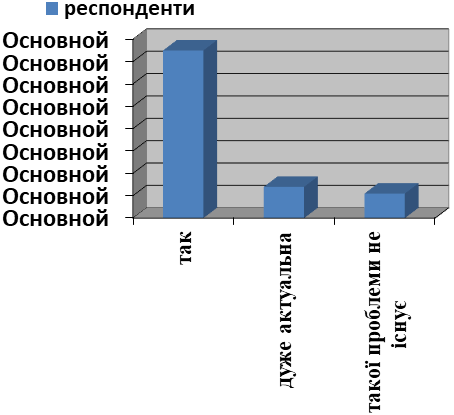 респонденти
Основной
Основной
Основной
Основной
Основной
Основной
Основной
Основной
Основной
так
дуже актуальна
такої проблеми не
існує